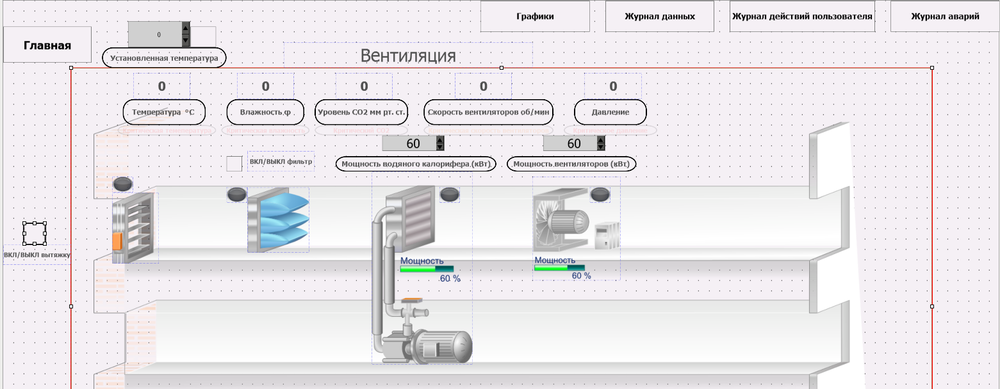 Графики
Журнал данных
Журнал действий пользователя
Журнал аварий
Главная
0
Установленная температура
Вентиляция
0
0
0
0
0
Температура °C
Влажность,φ
Уровень CO2 мм рт. ст.
Скорость вентиляторов об/мин
Давление
Критическая темепература
Критическая влажность
Критический CO2
Критическая скорость вентиляторов
Критическое давление
60
60
ВКЛ/ВЫКЛ фильтр
Мощность водяного калорифера (кВт)
Мощность вентиляторов (кВт)
ВКЛ/ВЫКЛ вытяжку
Мощность
60 %
Мощность
60 %